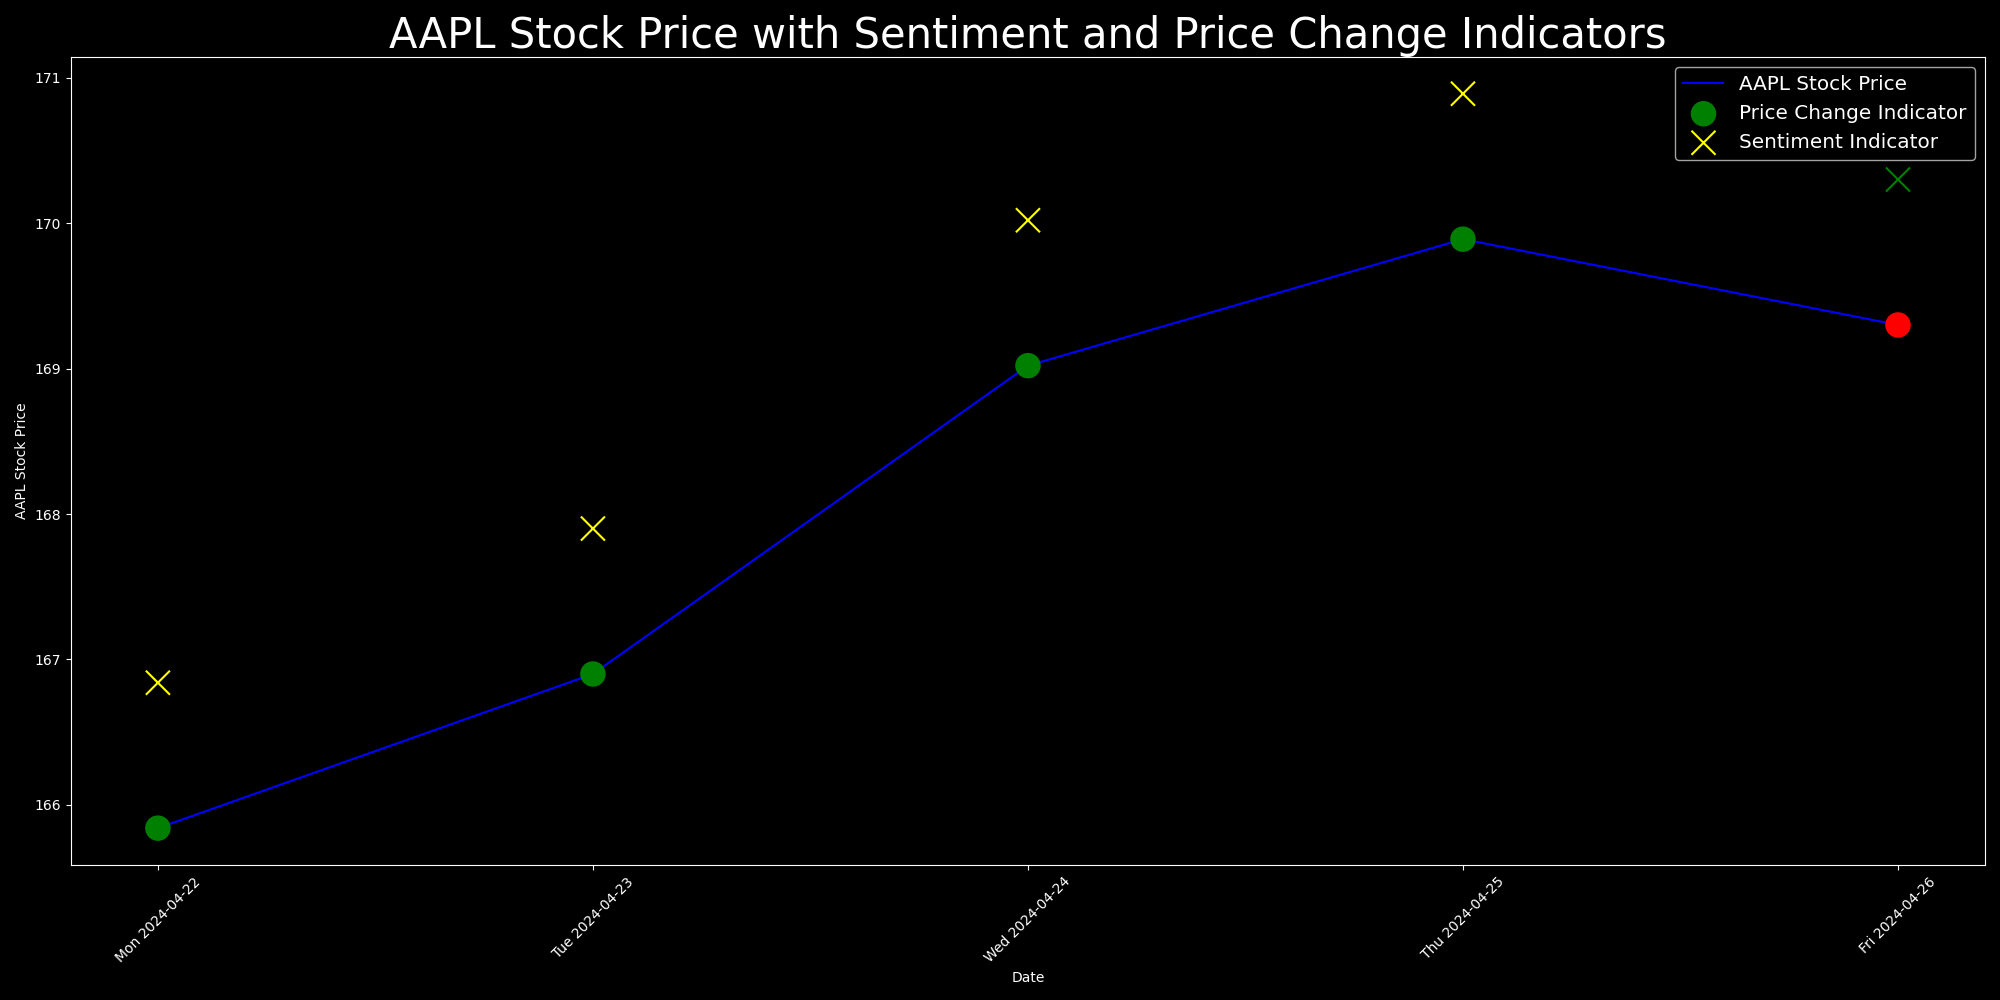 AAPL Stock Price with Sentiment and Price Change Indicators
AAPL Stock Price
Price Change Indicator
Sentiment Indicator
171
170
169
168
167
166
AAPL Stock Price
Mon 2024-04-22
Tue 2024-04-23
Wed 2024-04-24
Thu 2024-04-25
Fri 2024-04-26
Date